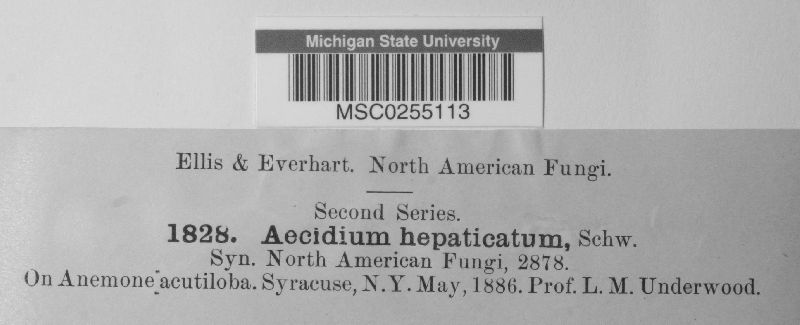 Michigan State University
MSC0255113
Ellis & Everhart. North American Fungi.
Second Series.
1828. Aecidium hepaticatum, Schw.
Syn. North American Fungi, 2878.
On Anemone acutiloba. Syracuse, N.Y. May, 1886. Prof. L. M. Underwood.